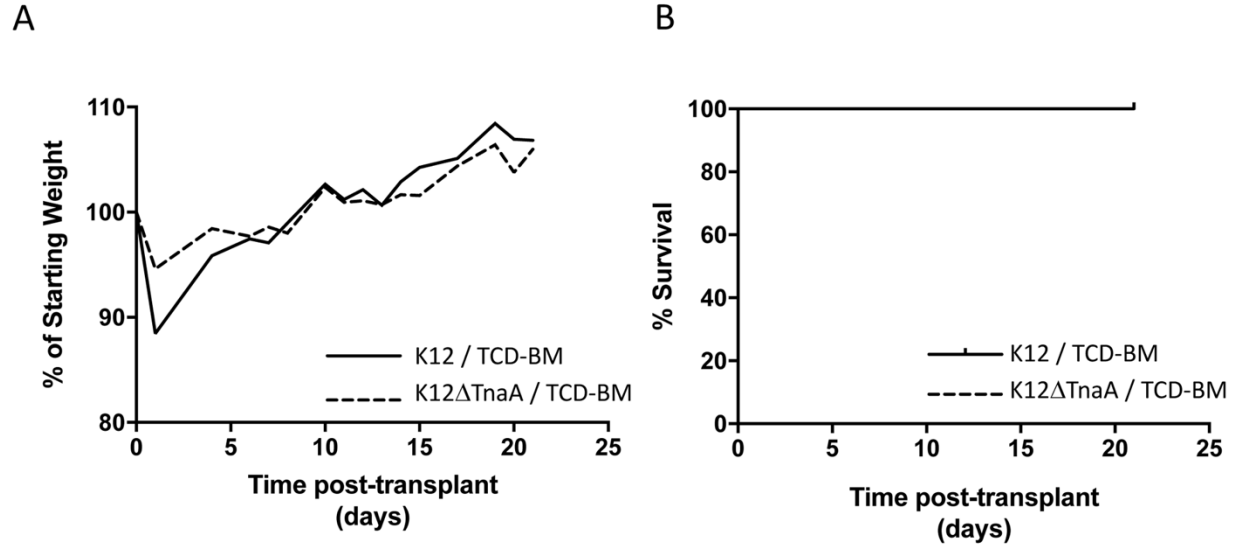 A
B
% of Starting Weight
110
100
90
80
0
5
10
15
20
25
K12 / TCD-BM
K12ΔTnaA / TCD-BM
Time post-transplant
(days)
% Survival
100
80
60
40
20
0
0
5
10
15
20
25
K12 / TCD-BM
K12ΔTnaA / TCD-BM
Time post-transplant
(days)